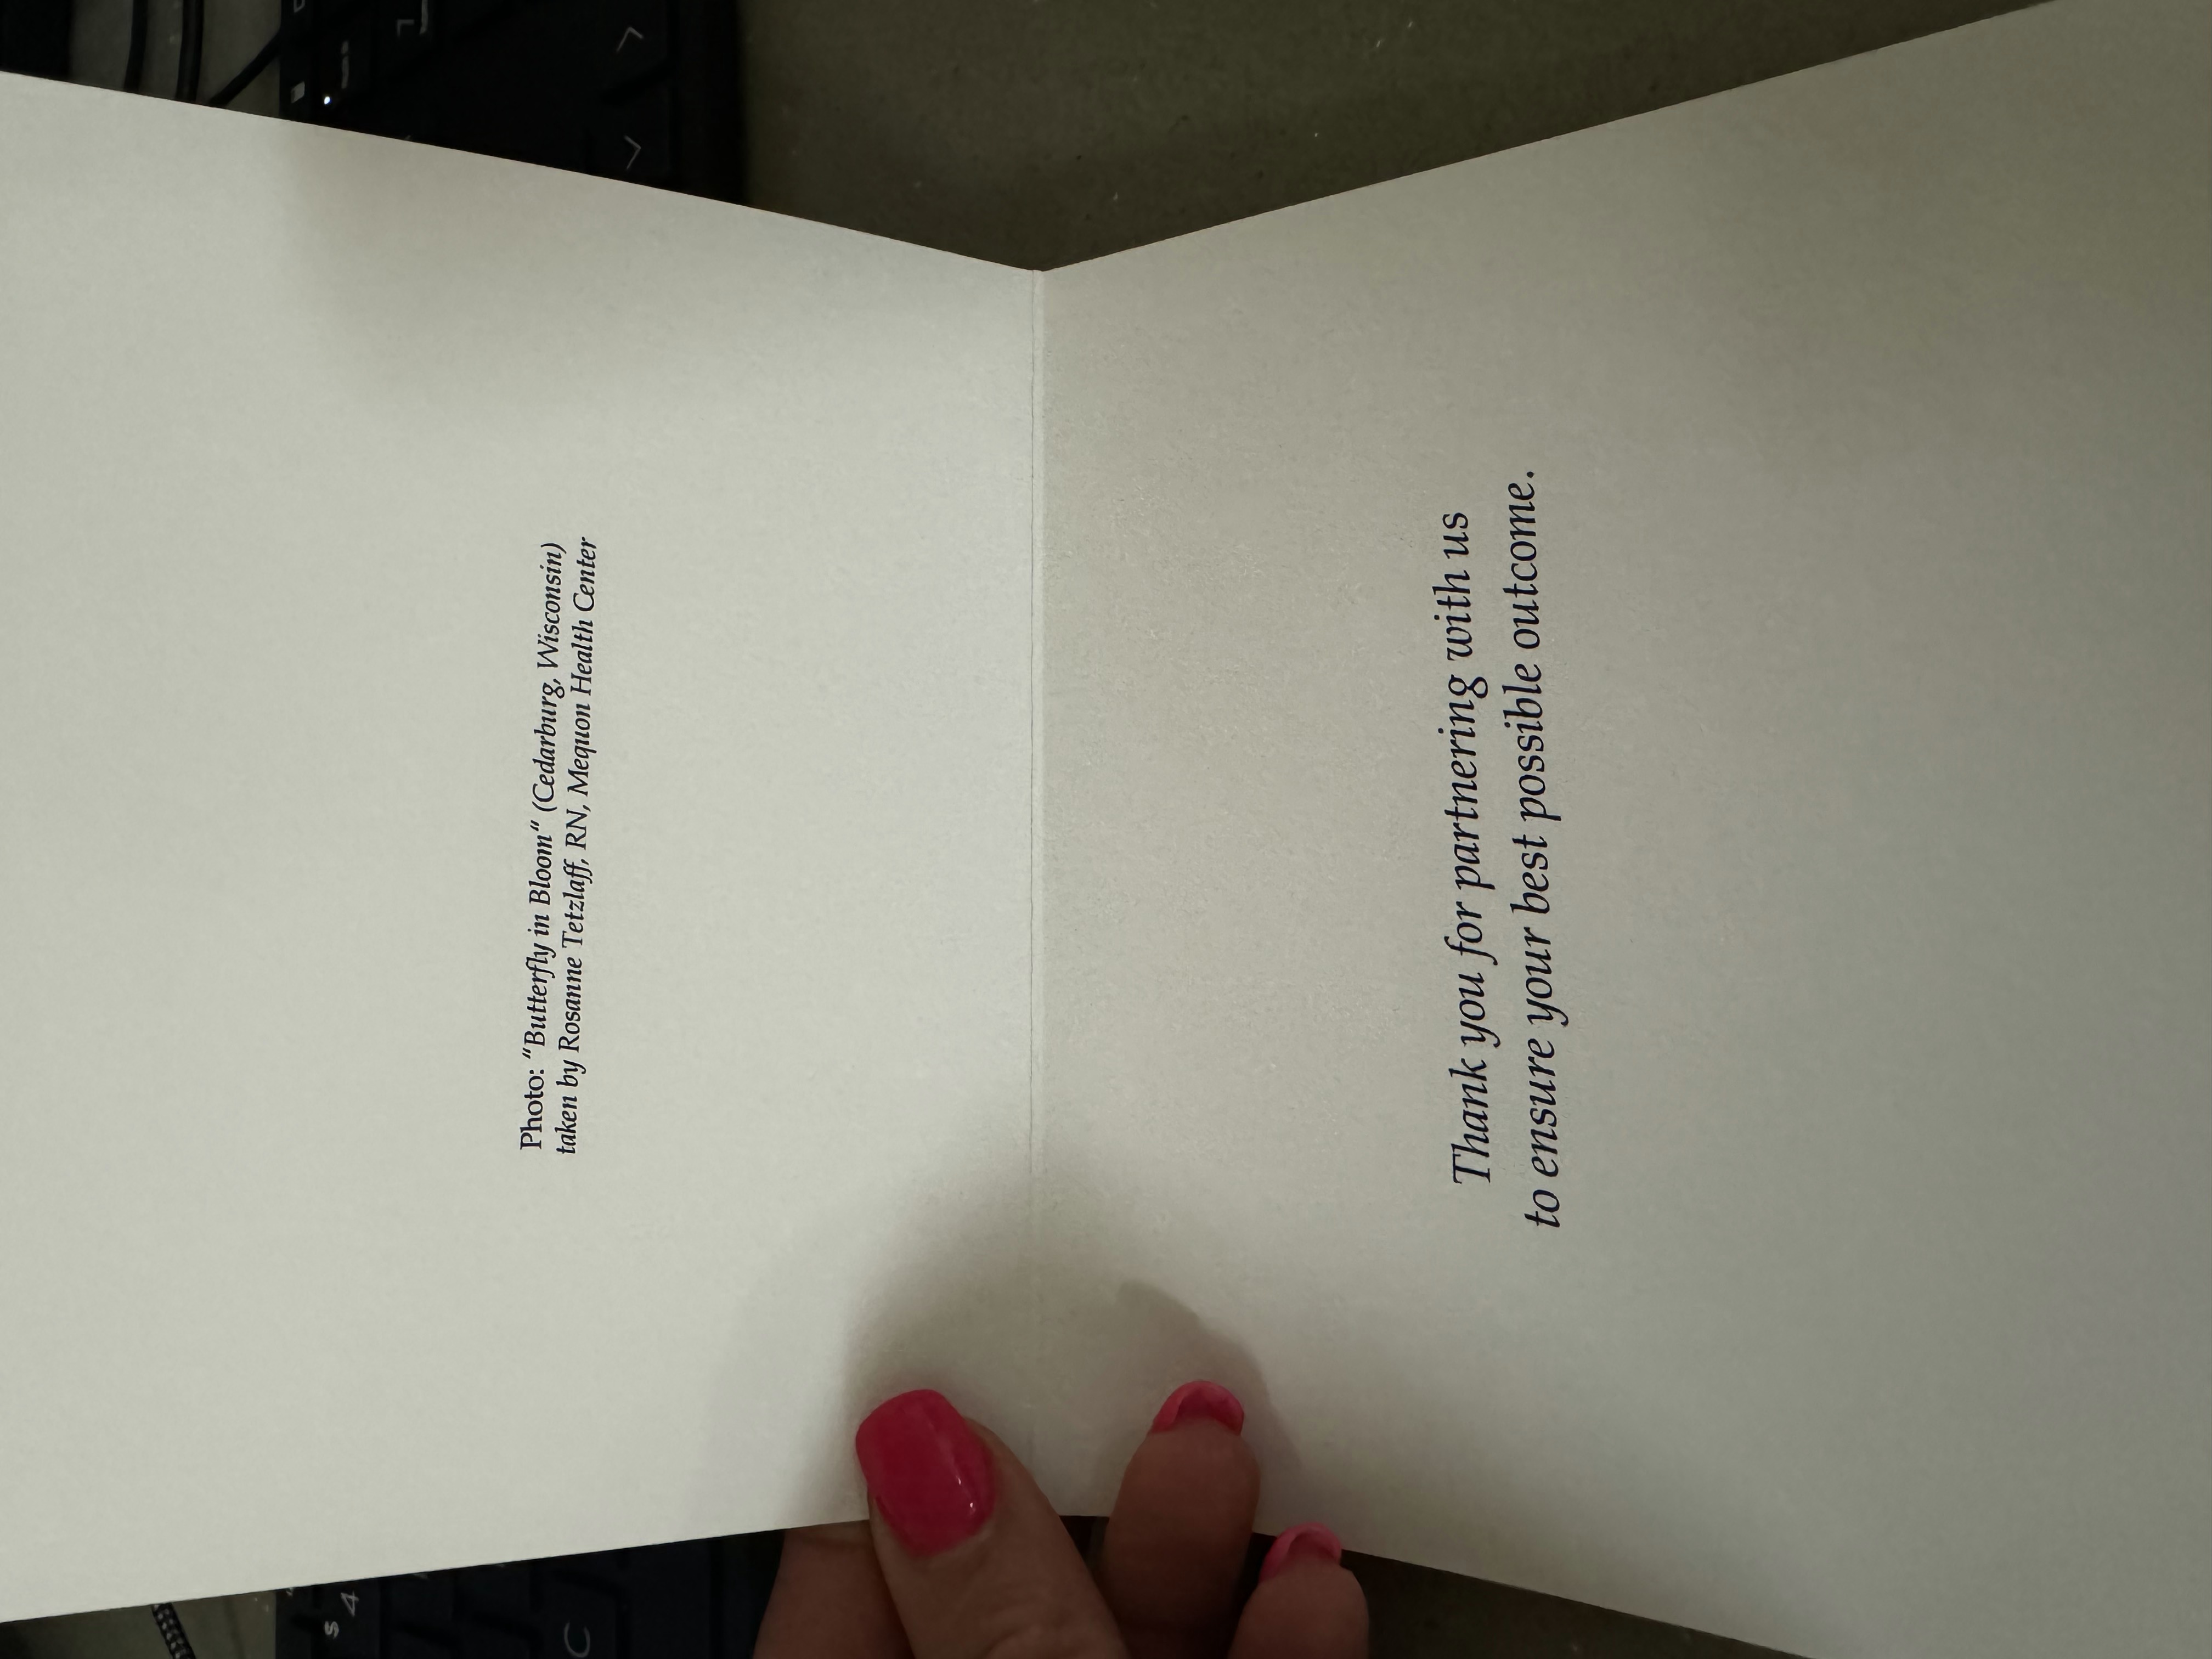 Photo: "Butterfly in Bloom" (Cedarburg, Wisconsin)
taken by Rosanne Tetzlaff, RN, Mequon Health Center
Thank you for partnering with us
to ensure your best possible outcome.
$
4
C